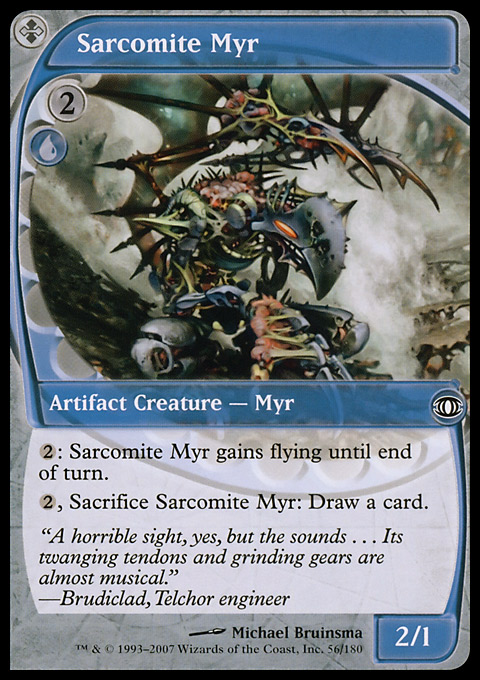 Sarcomite Myr
2
Artifact Creature — Myr
2: Sarcomite Myr gains flying until end
of turn.
2, Sacrifice Sarcomite Myr: Draw a card.
“A horrible sight, yes, but the sounds . . . Its
twanging tendons and grinding gears are
almost musical.”
—Brudiclad, Telchor engineer
Michael Bruinsma
2/1
™ & © 1993–2007 Wizards of the Coast, Inc. 56/180